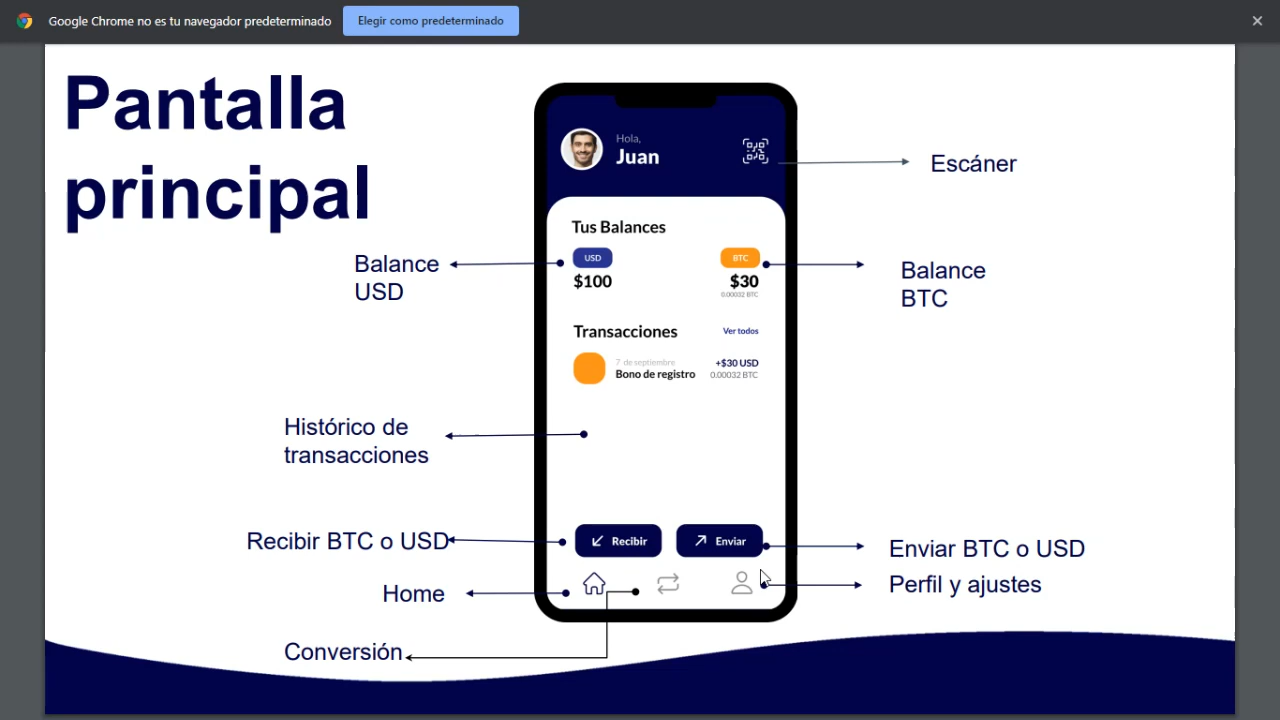 Google Chrome no es tu navegador predeterminado
Elegir como predeterminado
Pantalla
principal
Hola,
Juan
Escáner
Tus Balances
USD
$100
BTC
$30
0.00032 BTC
Balance
USD
Balance
BTC
Transacciones
Ver todos
7 de septiembre
Bono de registro
+$30 USD
0.00032 BTC
Histórico de
transacciones
Recibir BTC o USD
Recibir
Enviar
Enviar BTC o USD
Home
Perfil y ajustes
Conversión